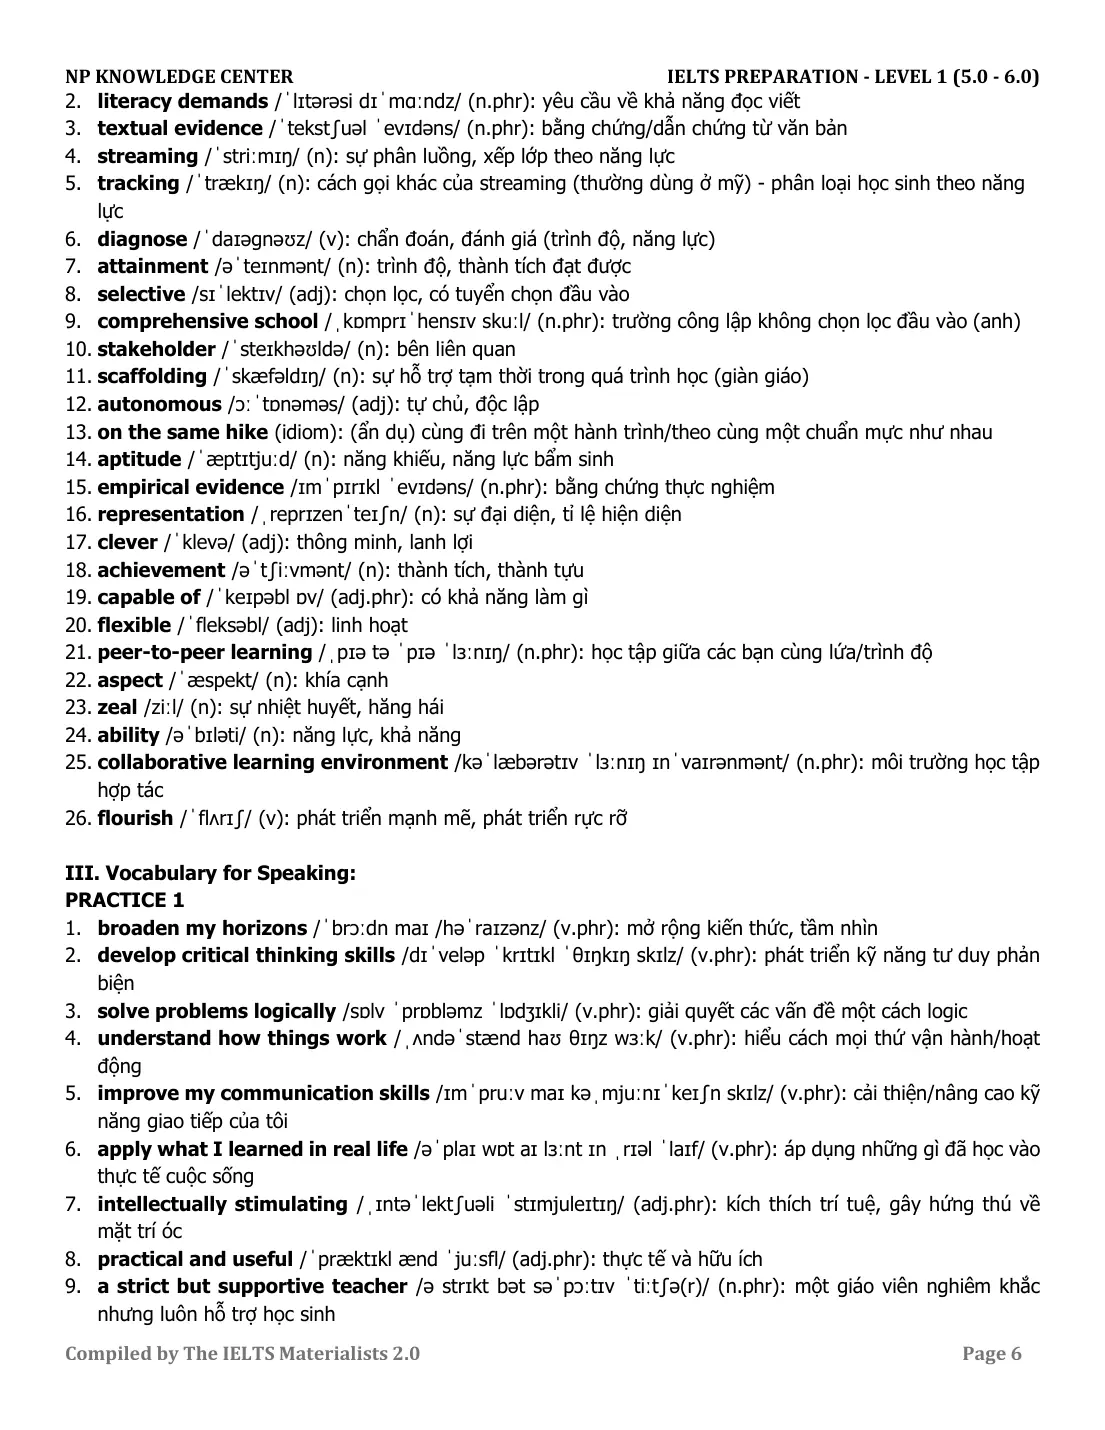 NP KNOWLEDGE CENTER IELTS PREPARATION - LEVEL 1 (5.0 - 6.0)
2. literacy demands /ˈlɪtərəsi dɪˈmɑːndz/ (n.phr): yêu cầu về khả năng đọc viết
3. textual evidence /ˈtekstʃuəl ˈevɪdəns/ (n.phr): bằng chứng/dẫn chứng từ văn bản
4. streaming /ˈstriːmɪŋ/ (n): sự phân luồng, xếp lớp theo năng lực
5. tracking /ˈtrækɪŋ/ (n): cách gọi khác của streaming (thường dùng ở mỹ) - phân loại học sinh theo năng
lực
6. diagnose /ˈdaɪəgnəʊz/ (v): chẩn đoán, đánh giá (trình độ, năng lực)
7. attainment /əˈteɪnmənt/ (n): trình độ, thành tích đạt được
8. selective /sɪˈlektɪv/ (adj): chọn lọc, có tuyển chọn đầu vào
9. comprehensive school /ˌkɒmprɪˈhensɪv skuːl/ (n.phr): trường công lập không chọn lọc đầu vào (anh)
10. stakeholder /ˈsteɪkhəʊldə/ (n): bên liên quan
11. scaffolding /ˈskæfəldɪŋ/ (n): sự hỗ trợ tạm thời trong quá trình học (giàn giáo)
12. autonomous /ɔːˈtɒnəməs/ (adj): tự chủ, độc lập
13. on the same hike (idiom): (ẩn dụ) cùng đi trên một hành trình/theo cùng một chuẩn mực như nhau
14. aptitude /ˈæptɪtjuːd/ (n): năng khiếu, năng lực bẩm sinh
15. empirical evidence /ɪmˈpɪrɪkl ˈevɪdəns/ (n.phr): bằng chứng thực nghiệm
16. representation /ˌreprɪzenˈteɪʃn/ (n): sự đại diện, tỉ lệ hiện diện
17. clever /ˈklevə/ (adj): thông minh, lanh lợi
18. achievement /əˈtʃiːvmənt/ (n): thành tích, thành tựu
19. capable of /ˈkeɪpəbl ɒv/ (adj.phr): có khả năng làm gì
20. flexible /ˈfleksəbl/ (adj): linh hoạt
21. peer-to-peer learning /ˌpɪə tə ˈpɪə ˈlɜːnɪŋ/ (n.phr): học tập giữa các bạn cùng lứa/trình độ
22. aspect /ˈæspekt/ (n): khía cạnh
23. zeal /ziːl/ (n): sự nhiệt huyết, hăng hái
24. ability /əˈbɪləti/ (n): năng lực, khả năng
25. collaborative learning environment /kəˈlæbərətɪv ˈlɜːnɪŋ ɪnˈvaɪrənmənt/ (n.phr): môi trường học tập
hợp tác
26. flourish /ˈflʌrɪʃ/ (v): phát triển mạnh mẽ, phát triển rực rỡ
III. Vocabulary for Speaking:
PRACTICE 1
1. broaden my horizons /ˈbrɔːdn maɪ /həˈraɪzənz/ (v.phr): mở rộng kiến thức, tầm nhìn
2. develop critical thinking skills /dɪˈveləp ˈkrɪtɪkl ˈθɪŋkɪŋ skɪlz/ (v.phr): phát triển kỹ năng tư duy phản
biện
3. solve problems logically /sɒlv ˈprɒbləmz ˈlɒdʒɪkli/ (v.phr): giải quyết các vấn đề một cách logic
4. understand how things work /ˌʌndəˈstænd haʊ θɪŋz wɜːk/ (v.phr): hiểu cách mọi thứ vận hành/hoạt
động
5. improve my communication skills /ɪmˈpruːv maɪ kəˌmjuːnɪˈkeɪʃn skɪlz/ (v.phr): cải thiện/nâng cao kỹ
năng giao tiếp của tôi
6. apply what I learned in real life /əˈplaɪ wɒt aɪ lɜːnt ɪn ˌrɪəl ˈlaɪf/ (v.phr): áp dụng những gì đã học vào
thực tế cuộc sống
7. intellectually stimulating /ˌɪntəˈlektʃuəli ˈstɪmjuleɪtɪŋ/ (adj.phr): kích thích trí tuệ, gây hứng thú về
mặt trí óc
8. practical and useful /ˈpræktɪkl ænd ˈjuːsfl/ (adj.phr): thực tế và hữu ích
9. a strict but supportive teacher /ə strɪkt bət səˈpɔːtɪv ˈtiːtʃə(r)/ (n.phr): một giáo viên nghiêm khắc
nhưng luôn hỗ trợ học sinh
Compiled by The IELTS Materialists 2.0 Page 6